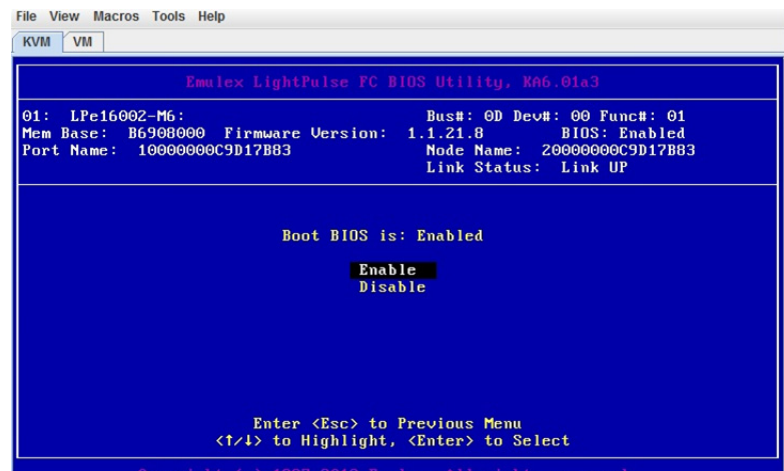 File View Macros Tools Help
KVM VM
Emulex LightPulse FC BIOS Utility, KA6.01a3
01: LPe16002-M6: Bus#: 0D Dev#: 00 Func#: 01
Mem Base: B690B000 Firmware Version: 1.1.21.8 BIOS: Enabled
Port Name: 10000000C9D17B83 Node Name: 20000000C9D17B83
Link Status: Link UP
Boot BIOS is: Enabled
Enable
Disable
Enter <Esc> to Previous Menu
<↑/↓> to Highlight, <Enter> to Select